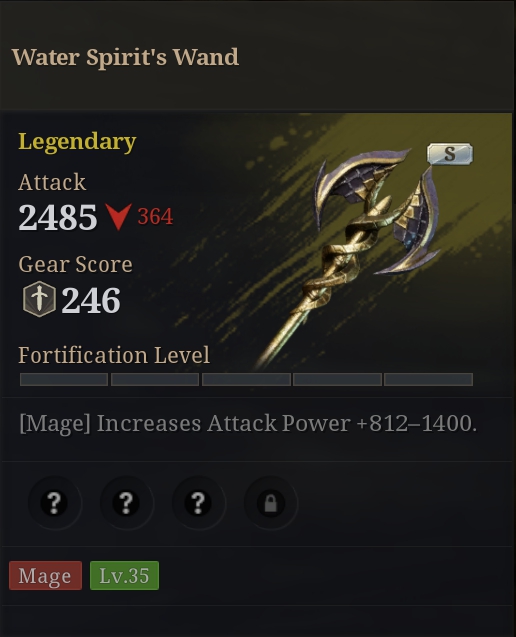 Water Spirit's Wand
Legendary
S
Attack
2485 364
Gear Score
246
Fortification Level
[Mage] Increases Attack Power +812–1400.
? ? ?
Mage Lv.35